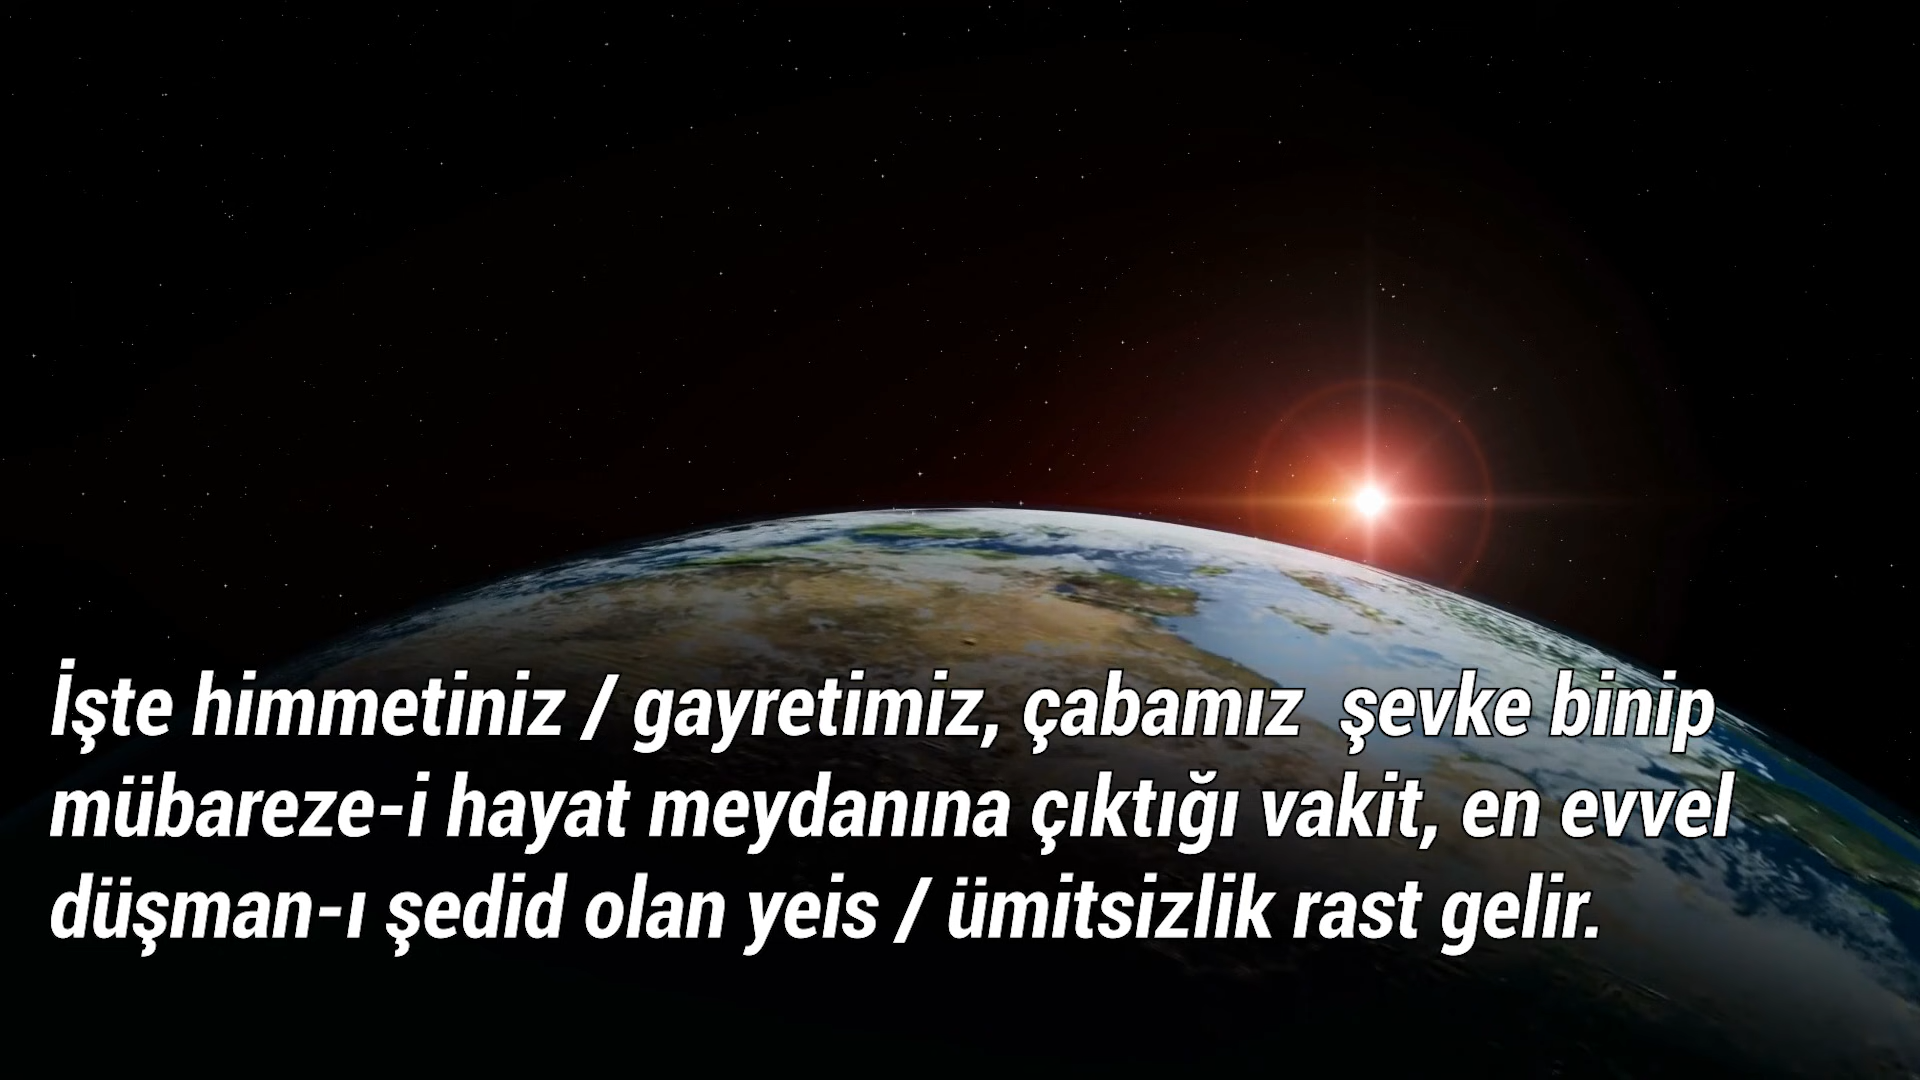 İşte himmetiniz / gayretimiz, çabamız  şevke binip
mübareze-i hayat meydanına çıktığı vakit, en evvel
düşman-ı şedid olan yeis / ümitsizlik rast gelir.